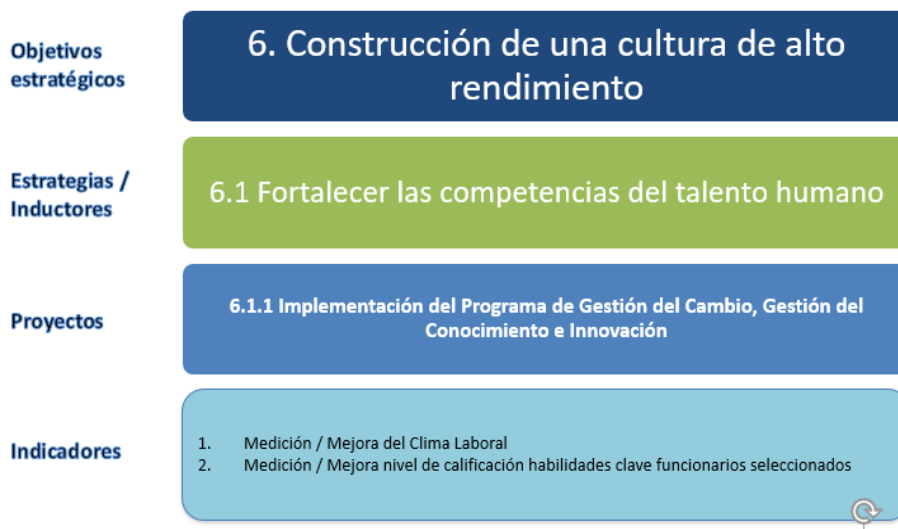 Objetivos
estratégicos
6. Construcción de una cultura de alto
rendimiento
Estrategias /
Inductores
6.1 Fortalecer las competencias del talento humano
Proyectos
6.1.1 Implementación del Programa de Gestión del Cambio, Gestión del
Conocimiento e Innovación
Indicadores
1. Medición / Mejora del Clima Laboral
2. Medición / Mejora nivel de calificación habilidades clave funcionarios seleccionados